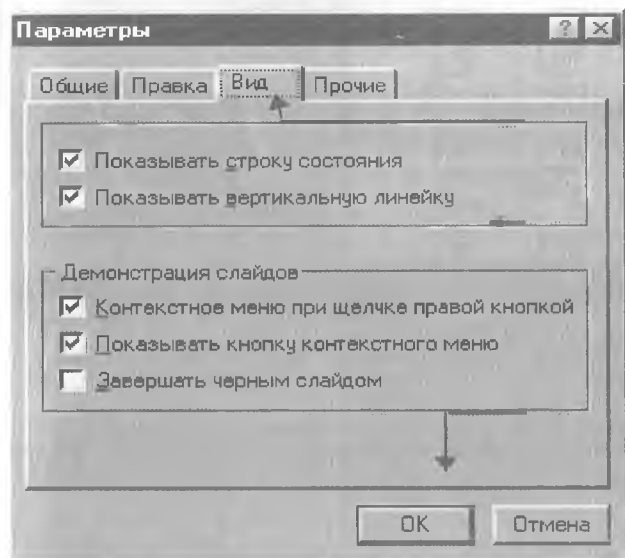 Параметры
Общие Правка Вид Прочие
Показывать строку состояния
Показывать вертикальную линейку
Демонстрация слайдов
Контекстное меню при щелчке правой кнопкой
Показывать кнопку контекстного меню
Завершать черным слайдом
OK Отмена